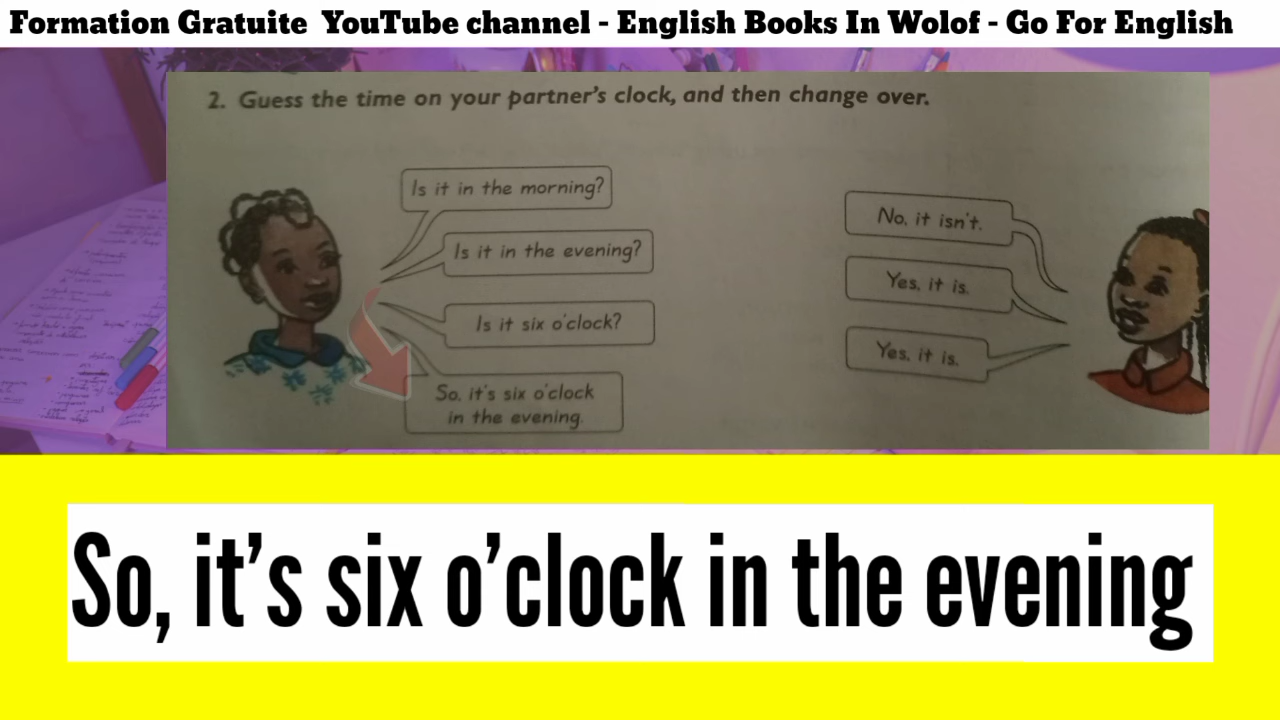 Formation Gratuite YouTube channel - English Books In Wolof - Go For English
2. Guess the time on your partner's clock, and then change over.
Is it in the morning?
No, it isn't.
Is it in the evening?
Yes, it is.
Is it six o'clock?
Yes, it is.
So, it's six o'clock
in the evening.
So, it's six o'clock in the evening